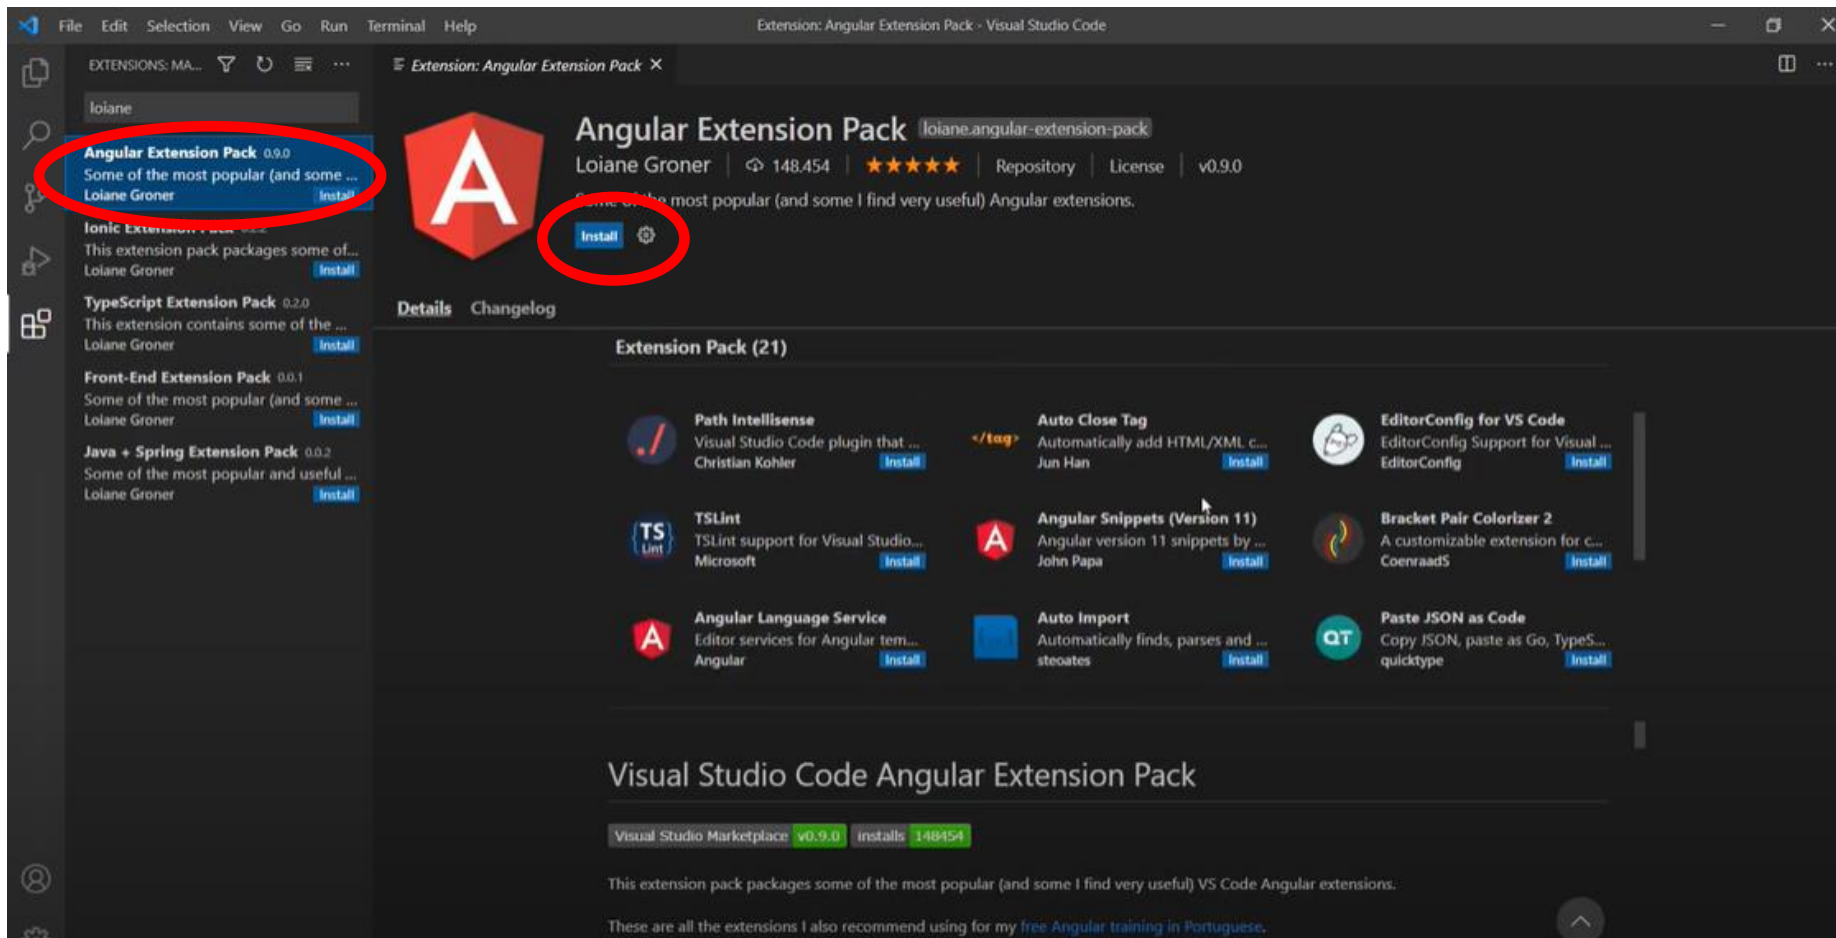 File Edit Selection View Go Run Terminal Help
Extension: Angular Extension Pack - Visual Studio Code
EXTENSIONS: MA...
Extension: Angular Extension Pack
loiane
Angular Extension Pack 0.9.0
Some of the most popular (and some ...
Loiane Groner Install
Ionic Extension Pack 0.2.2
This extension pack packages some of...
Loiane Groner Install
TypeScript Extension Pack 0.2.0
This extension contains some of the ...
Loiane Groner Install
Front-End Extension Pack 0.0.1
Some of the most popular (and some ...
Loiane Groner Install
Java + Spring Extension Pack 0.0.2
Some of the most popular and useful ...
Loiane Groner Install
A
Angular Extension Pack loiane.angular-extension-pack
Loiane Groner 148.454 Repository License v0.9.0
Some of the most popular (and some I find very useful) Angular extensions.
Install
Details Changelog
Extension Pack (21)
Path Intellisense
Visual Studio Code plugin that ...
Christian Kohler Install
</tag>
Auto Close Tag
Automatically add HTML/XML c...
Jun Han Install
EditorConfig for VS Code
EditorConfig Support for Visual ...
EditorConfig Install
{TS}
Lint
TSLint
TSLint support for Visual Studio...
Microsoft Install
A
Angular Snippets (Version 11)
Angular version 11 snippets by ...
John Papa Install
Bracket Pair Colorizer 2
A customizable extension for c...
CoenraadS Install
A
Angular Language Service
Editor services for Angular tem...
Angular Install
Auto Import
Automatically finds, parses and ...
steoates Install
QT
Paste JSON as Code
Copy JSON, paste as Go, TypeS...
quicktype Install
Visual Studio Code Angular Extension Pack
Visual Studio Marketplace v0.9.0 installs 148454
This extension pack packages some of the most popular (and some I find very useful) VS Code Angular extensions.
These are all the extensions I also recommend using for my free Angular training in Portuguese.